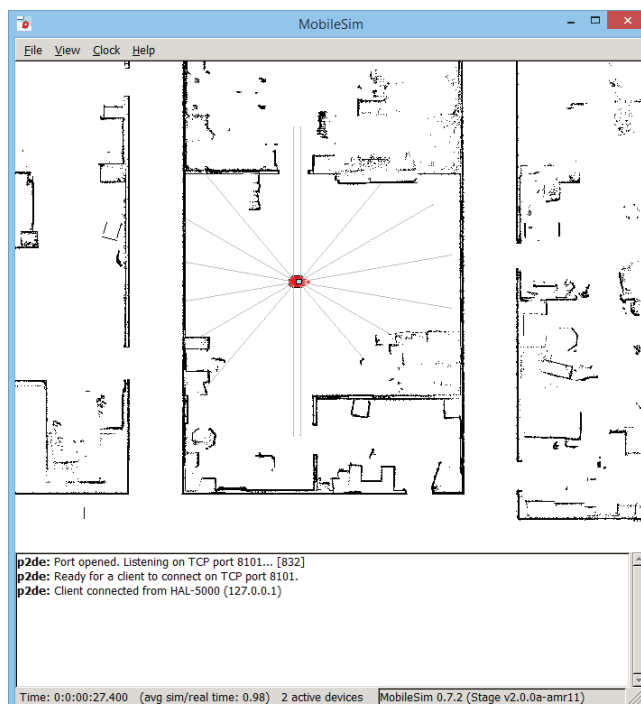 MobileSim
File View Clock Help
p2de: Port opened. Listening on TCP port 8101... [832]
p2de: Ready for a client to connect on TCP port 8101.
p2de: Client connected from HAL-5000 (127.0.0.1)
Time: 0:0:00:27.400 (avg sim/real time: 0.98) 2 active devices MobileSim 0.7.2 (Stage v2.0.0a-amr11)